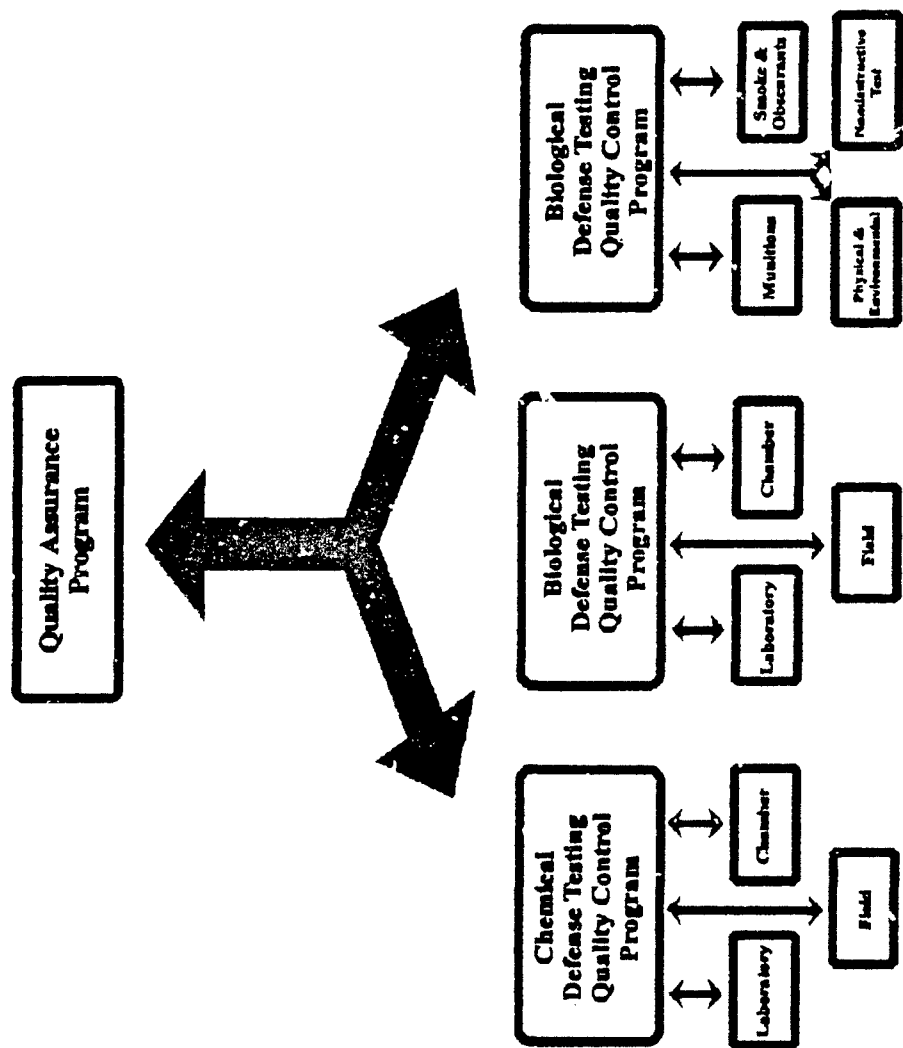 Quality Assurance
Program
Chemical
Defense Testing
Quality Control
Program
Laboratory
Chamber
Field
Biological
Defense Testing
Quality Control
Program
Laboratory
Chamber
Field
Biological
Defense Testing
Quality Control
Program
Munitions
Smoke &
Obscurants
Physical &
Environmental
Nondestructive
Test